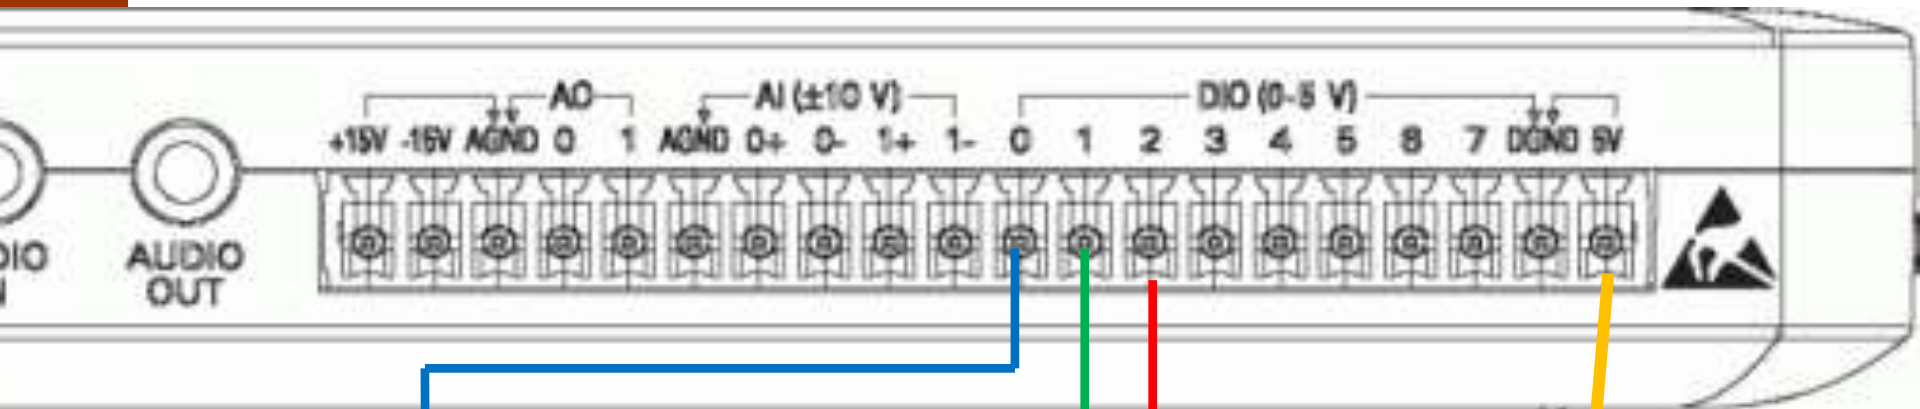 AO AI (±10 V) DIO (0-5 V)
+15V -15V AGND 0 1 AGND 0+ 0- 1+ 1- 0 1 2 3 4 5 6 7 DGND 5V
DIO AUDIO
N OUT